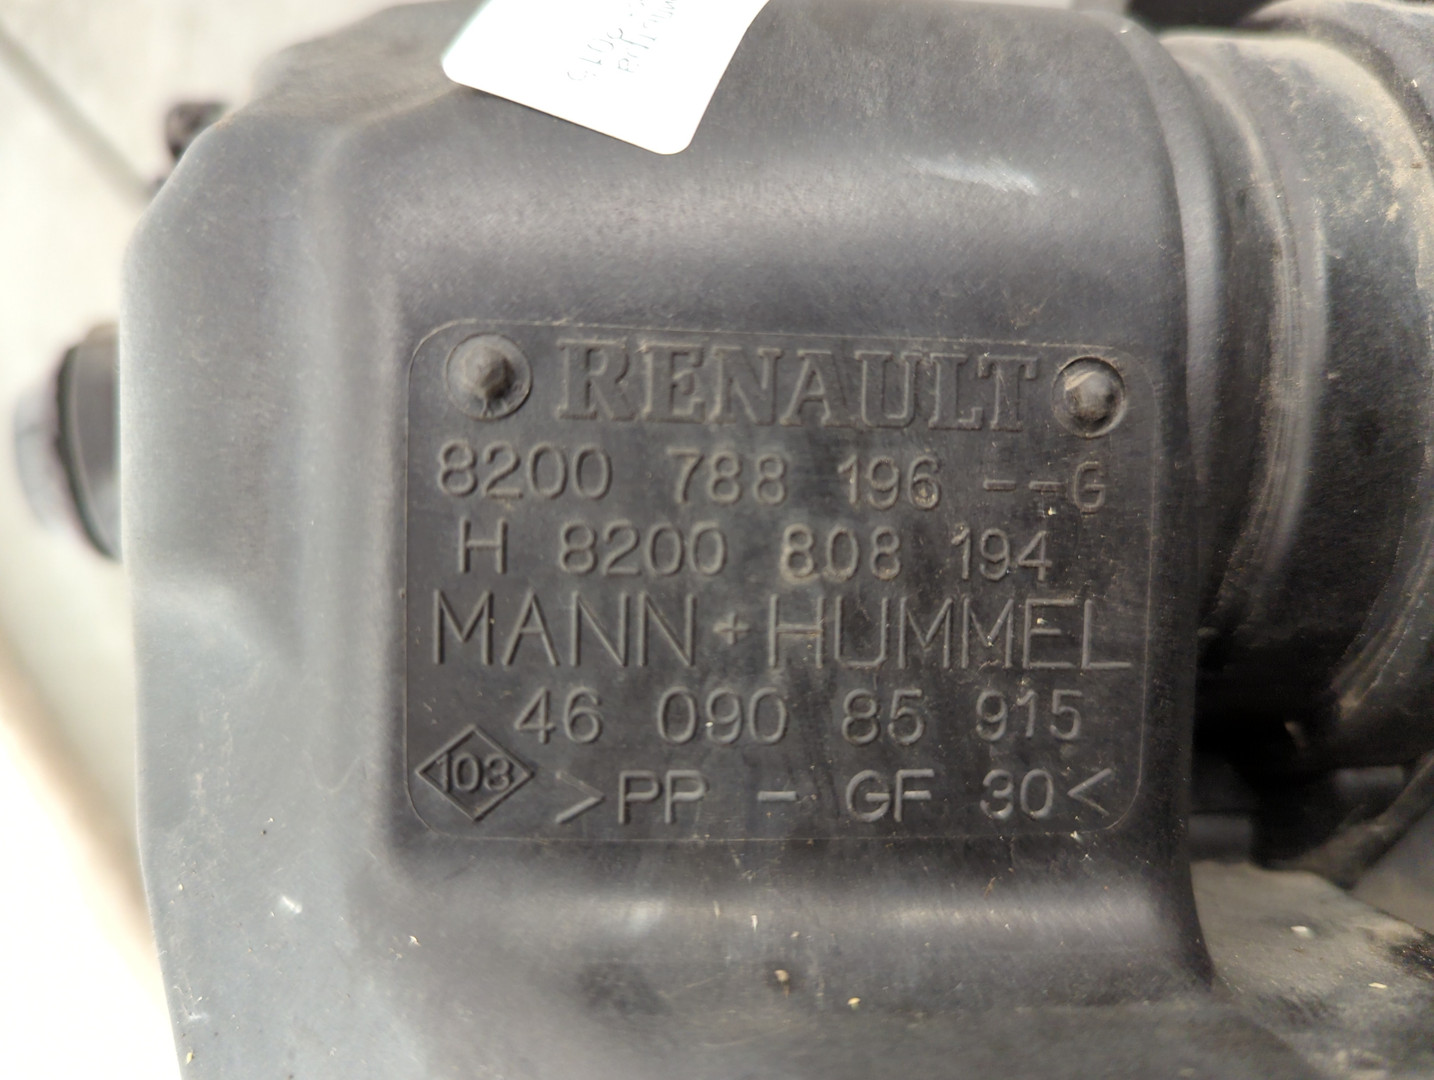 RENAULT
8200 788 196 --G
H 8200 808 194
MANN+HUMMEL
46 090 85 915
103 >PP - GF 30<